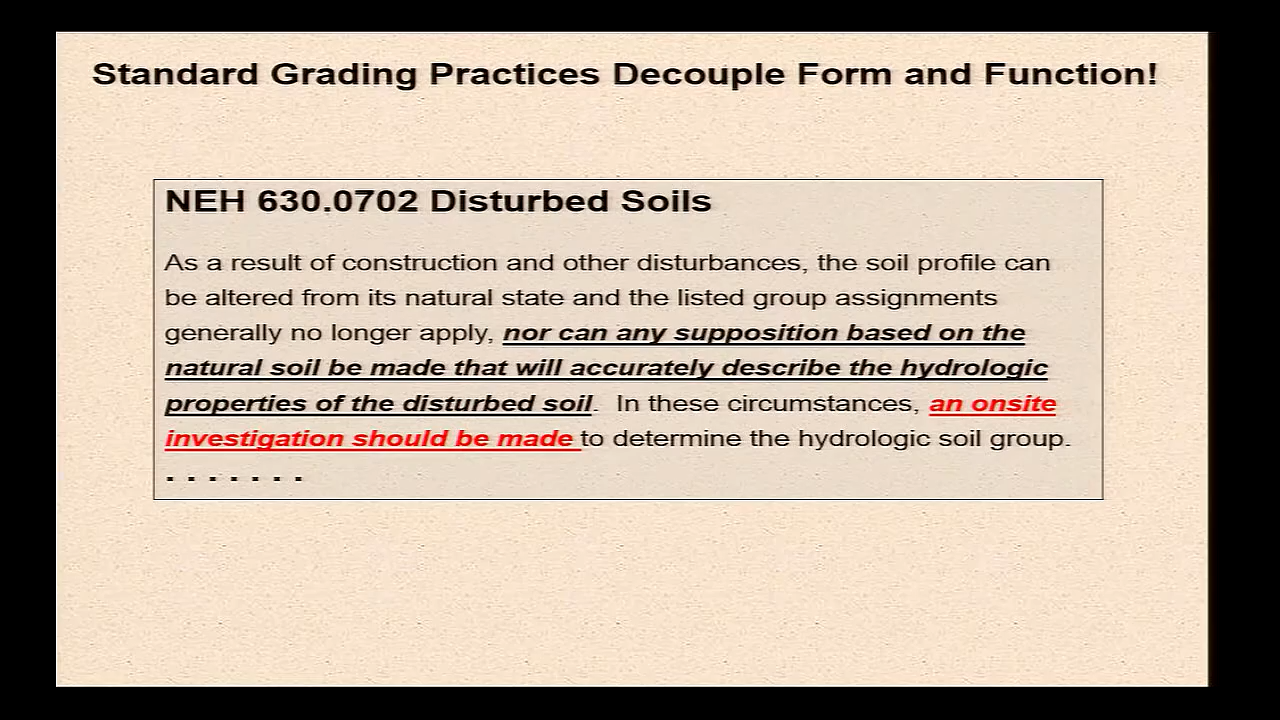 Standard Grading Practices Decouple Form and Function!
NEH 630.0702 Disturbed Soils
As a result of construction and other disturbances, the soil profile can
be altered from its natural state and the listed group assignments
generally no longer apply, nor can any supposition based on the
natural soil be made that will accurately describe the hydrologic
properties of the disturbed soil. In these circumstances, an onsite
investigation should be made to determine the hydrologic soil group.
. . . . . . .